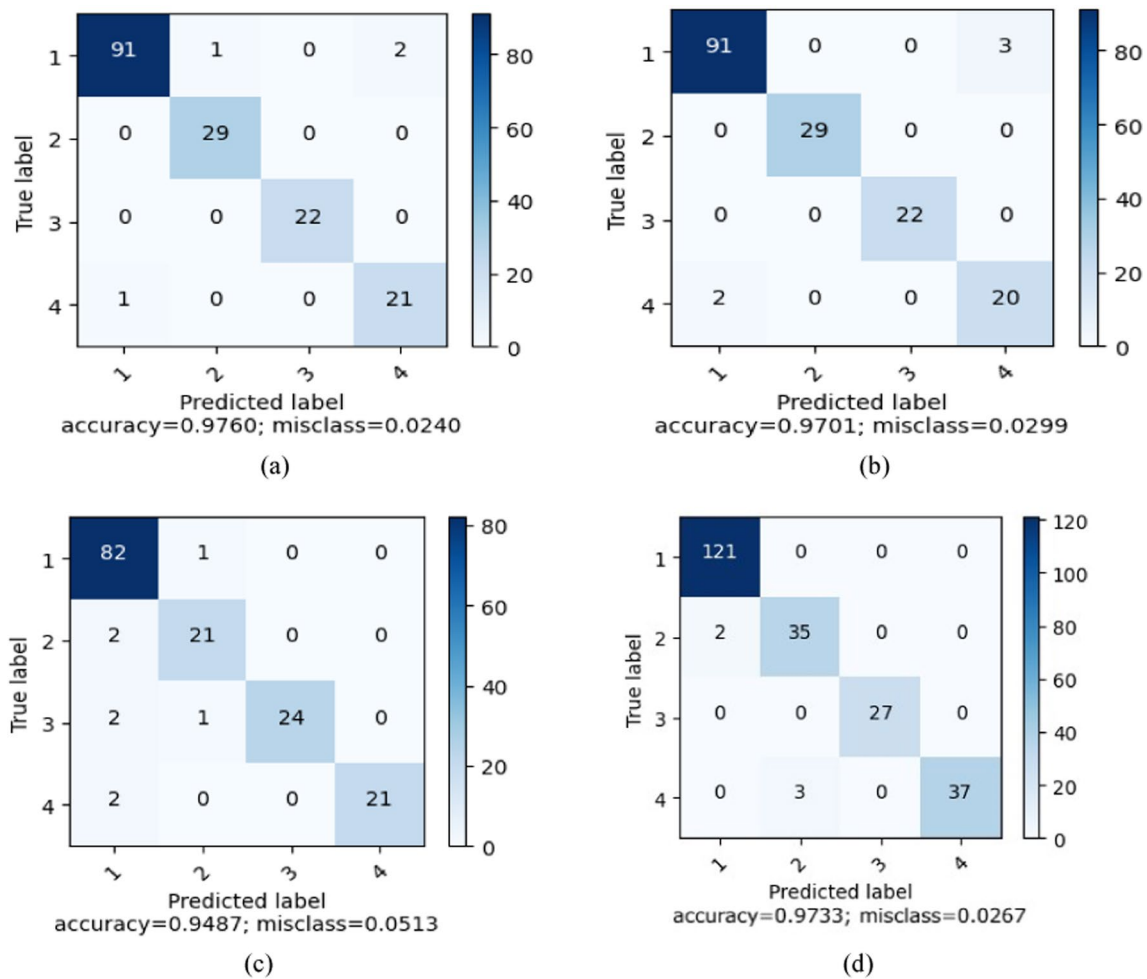 1 91 1 0 2 80
2 0 29 0 0 60
True label
3 0 0 22 0 40
20
4 1 0 0 21
0
1 2 3 4
Predicted label
accuracy=0.9760; misclass=0.0240
(a)
1 91 0 0 3 80
2 0 29 0 0 60
True label
3 0 0 22 0 40
20
4 2 0 0 20
0
1 2 3 4
Predicted label
accuracy=0.9701; misclass=0.0299
(b)
1 82 1 0 0 80
2 2 21 0 0 60
True label
40
3 2 1 24 0
20
4 2 0 0 21
0
1 2 3 4
Predicted label
accuracy=0.9487; misclass=0.0513
(c)
120
1 121 0 0 0
100
2 2 35 0 0 80
True label
60
3 0 0 27 0
40
4 0 3 0 37 20
0
1 2 3 4
Predicted label
accuracy=0.9733; misclass=0.0267
(d)